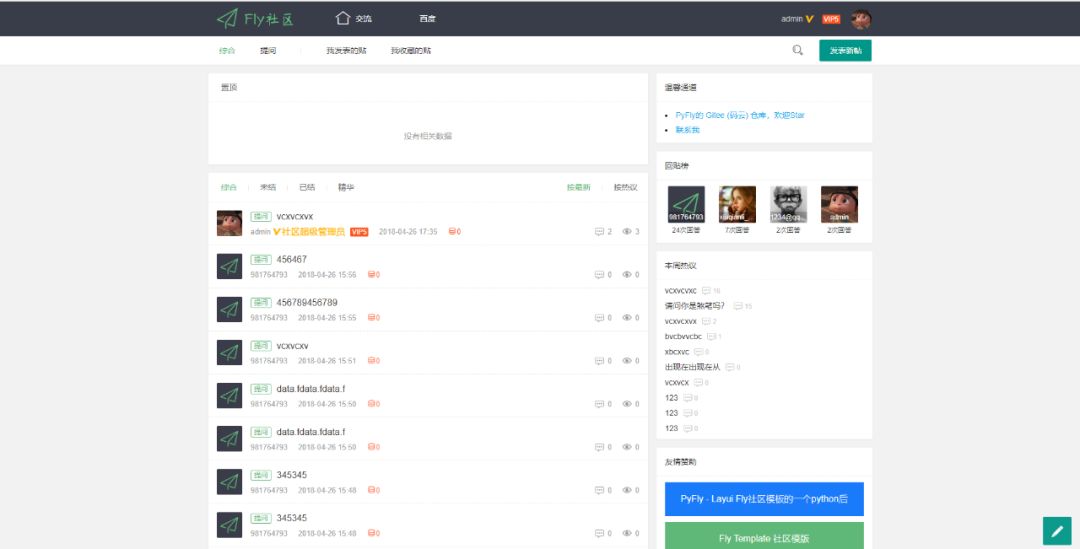 Fly社区
交流
百度
admin V VIP5
综合 提问 我发表的贴 我收藏的贴
发表新帖
置顶
没有相关数据
综合 未结 已结 精华 按最新 按热议
提问 vcxvcxvx
admin V社区超级管理员 VIP5 2018-04-26 17:35 0 2 3
提问 456467
981764793 2018-04-26 15:56 0 0 0
提问 456789456789
981764793 2018-04-26 15:55 0 0 0
提问 vcxvcxv
981764793 2018-04-26 15:51 0 0 0
提问 data.fdata.fdata.f
981764793 2018-04-26 15:50 0 0 0
提问 data.fdata.fdata.f
981764793 2018-04-26 15:50 0 0 0
提问 345345
981764793 2018-04-26 15:48 0 0 0
提问 345345
981764793 2018-04-26 15:48 0 0 0
温馨通道
PyFly的 Gitee (码云) 仓库，欢迎Star
联系我
回贴榜
981764793 1234@qq... admin
24次回答 7次回答 2次回答 2次回答
本周热议
vcxvcvxc 16
请问你是煞笔吗？ 15
vcxvcxvx 2
bvcbvvcbc 1
xbcxvc 0
出现在出现在从 0
vcxvcx 0
123 0
123 0
123 0
友情赞助
PyFly - Layui Fly社区模板的一个python后
Fly Template 社区模版